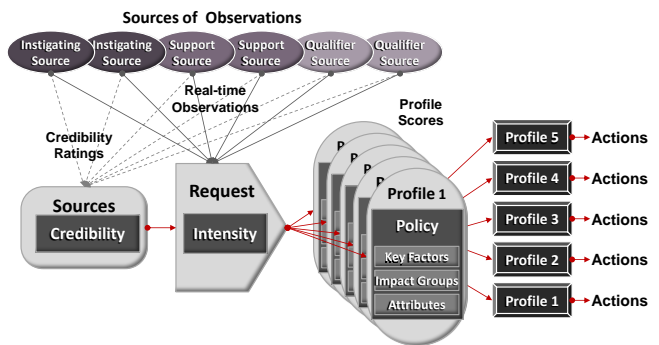 Sources of Observations
Instigating
Source
Instigating
Source
Support
Source
Support
Source
Qualifier
Source
Qualifier
Source
Real-time
Observations
Credibility
Ratings
Profile
Scores
Sources
Credibility
Request
Intensity
P
P
P
P
Profile 1
Policy
Key Factors
Impact Groups
Attributes
Profile 5
Actions
Profile 4
Actions
Profile 3
Actions
Profile 2
Actions
Profile 1
Actions